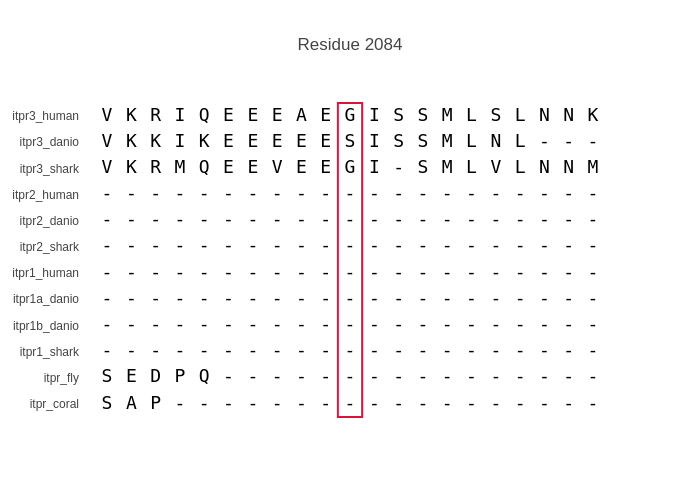 Residue 2084
itpr3_human V K R I Q E E E A E G I S S M L S L N N K
itpr3_danio V K K I K E E E E E S I S S M L N L - - -
itpr3_shark V K R M Q E E V E E G I - S M L V L N N M
itpr2_human - - - - - - - - - - - - - - - - - - - - -
itpr2_danio - - - - - - - - - - - - - - - - - - - - -
itpr2_shark - - - - - - - - - - - - - - - - - - - - -
itpr1_human - - - - - - - - - - - - - - - - - - - - -
itpr1a_danio - - - - - - - - - - - - - - - - - - - - -
itpr1b_danio - - - - - - - - - - - - - - - - - - - - -
itpr1_shark - - - - - - - - - - - - - - - - - - - - -
itpr_fly S E D P Q - - - - - - - - - - - - - - - -
itpr_coral S A P - - - - - - - - - - - - - - - - - -